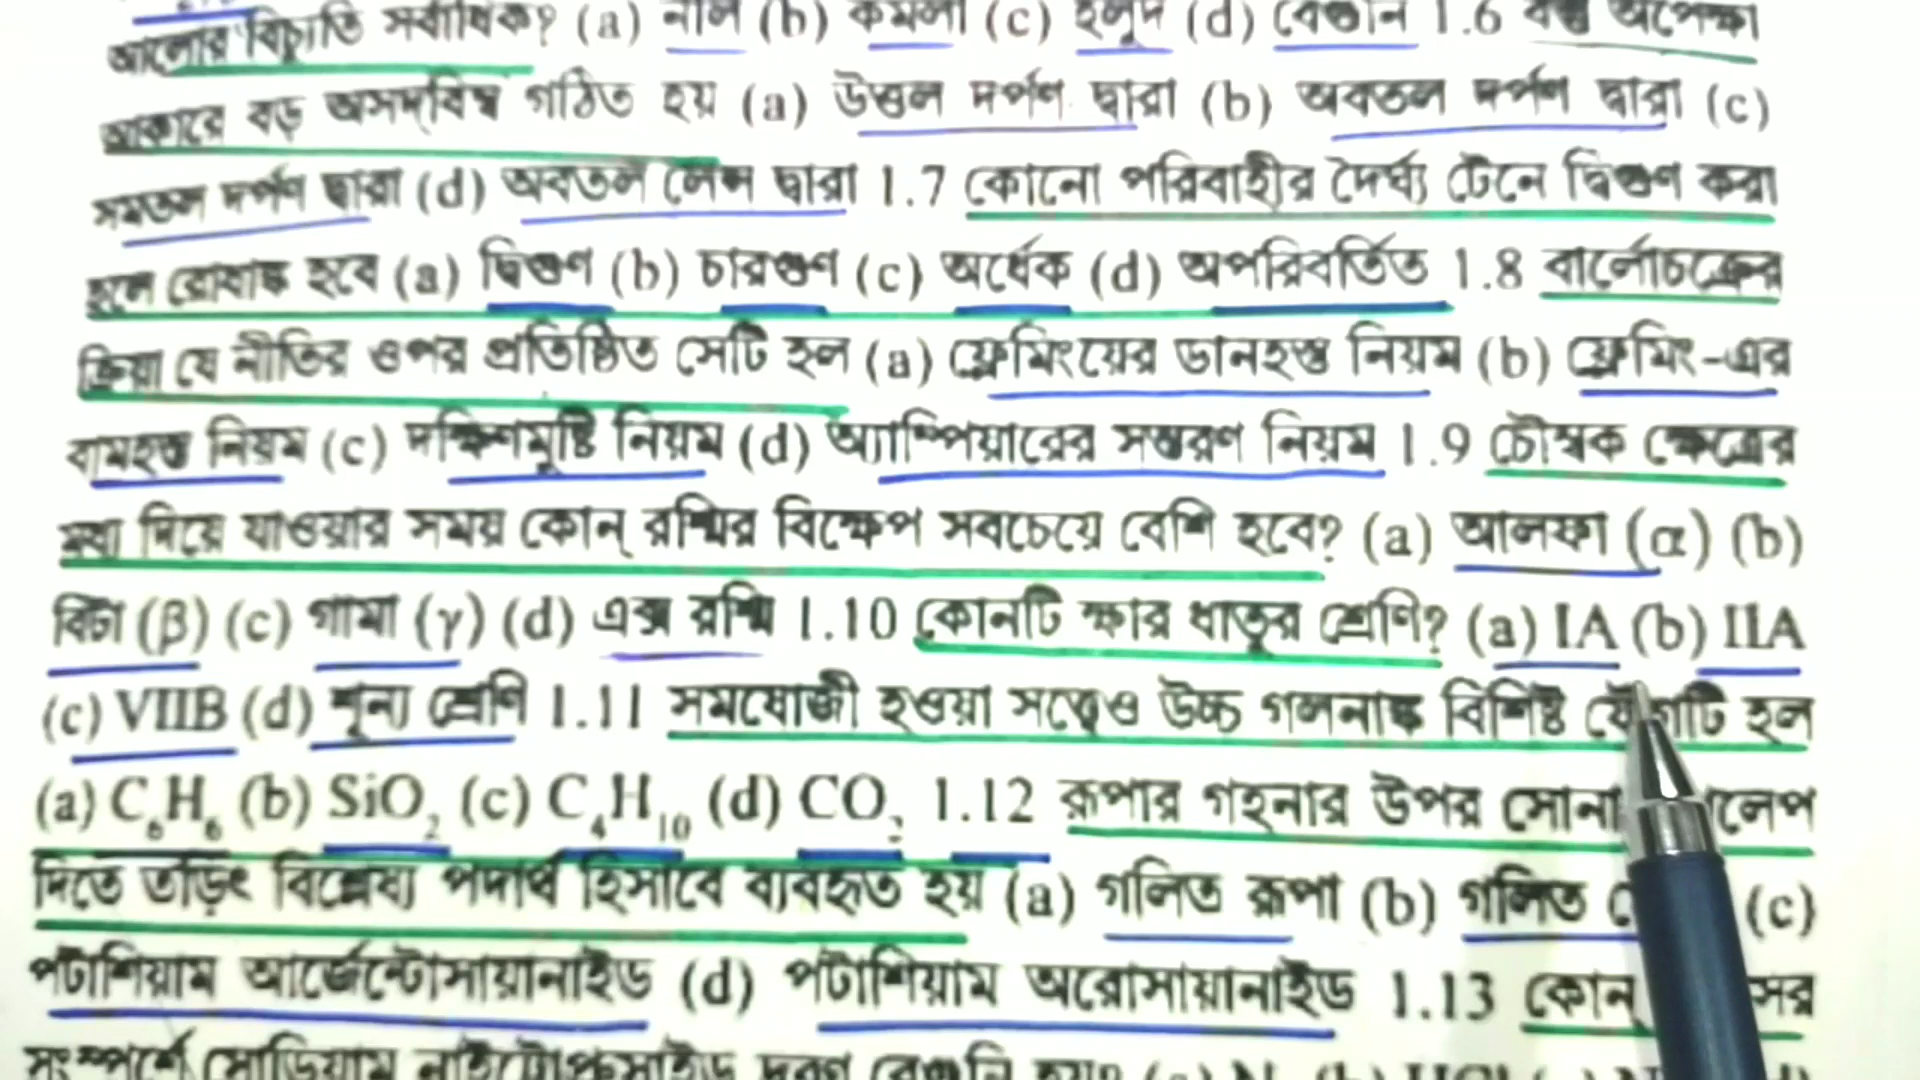 আলোর বিচ্যুতি সর্বাধিক? (a) নীল (b) কমলা (c) হলুদ (d) বেগুনি 1.6 বস্তু অপেক্ষা
আকারে বড় অসদ্‌বিম্ব গঠিত হয় (a) উত্তল দর্পণ দ্বারা (b) অবতল দর্পণ দ্বারা (c)
সমতল দর্পণ দ্বারা (d) অবতল লেন্স দ্বারা 1.7 কোনো পরিবাহীর দৈর্ঘ্য টেনে দ্বিগুণ করা
হলে রোধাঙ্ক হবে (a) দ্বিগুণ (b) চারগুণ (c) অর্ধেক (d) অপরিবর্তিত 1.8 বার্লোচক্রের
ক্রিয়া যে নীতির ওপর প্রতিষ্ঠিত সেটি হল (a) ফ্লেমিংয়ের ডানহস্ত নিয়ম (b) ফ্লেমিং-এর
বামহস্ত নিয়ম (c) দক্ষিণমুষ্টি নিয়ম (d) অ্যাম্পিয়ারের সন্তরণ নিয়ম 1.9 চৌম্বক ক্ষেত্রের
মধ্য দিয়ে যাওয়ার সময় কোন্ রশ্মির বিক্ষেপ সবচেয়ে বেশি হবে? (a) আলফা (α) (b)
বিটা (β) (c) গামা (γ) (d) এক্স রশ্মি 1.10 কোনটি ক্ষার ধাতুর শ্রেণি? (a) IA (b) IIA
(c) VIIB (d) শূন্য শ্রেণি 1.11 সমযোজী হওয়া সত্ত্বেও উচ্চ গলনাঙ্ক বিশিষ্ট যৌগটি হল
(a) C₆H₆ (b) SiO₂ (c) C₄H₁₀ (d) CO₂ 1.12 রূপার গহনার উপর সোনা লেপ
দিতে তড়িৎ বিশ্লেষ্য পদার্থ হিসাবে ব্যবহৃত হয় (a) গলিত রূপা (b) গলিত (c)
পটাশিয়াম আর্জেন্টোসায়ানাইড (d) পটাশিয়াম অরোসায়ানাইড 1.13 কোন্
সংস্পর্শে সোডিয়াম